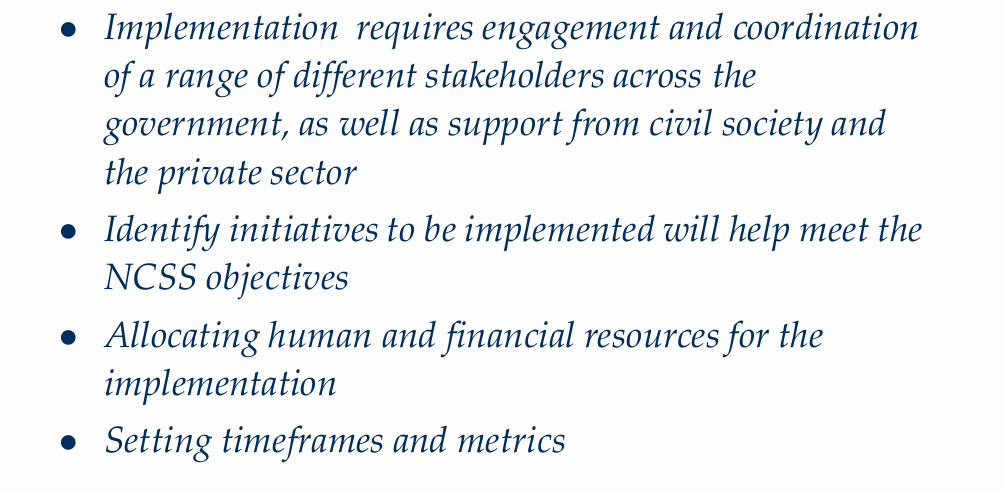 • Implementation  requires engagement and coordination
of a range of different stakeholders across the
government, as well as support from civil society and
the private sector
• Identify initiatives to be implemented will help meet the
NCSS objectives
• Allocating human and financial resources for the
implementation
• Setting timeframes and metrics